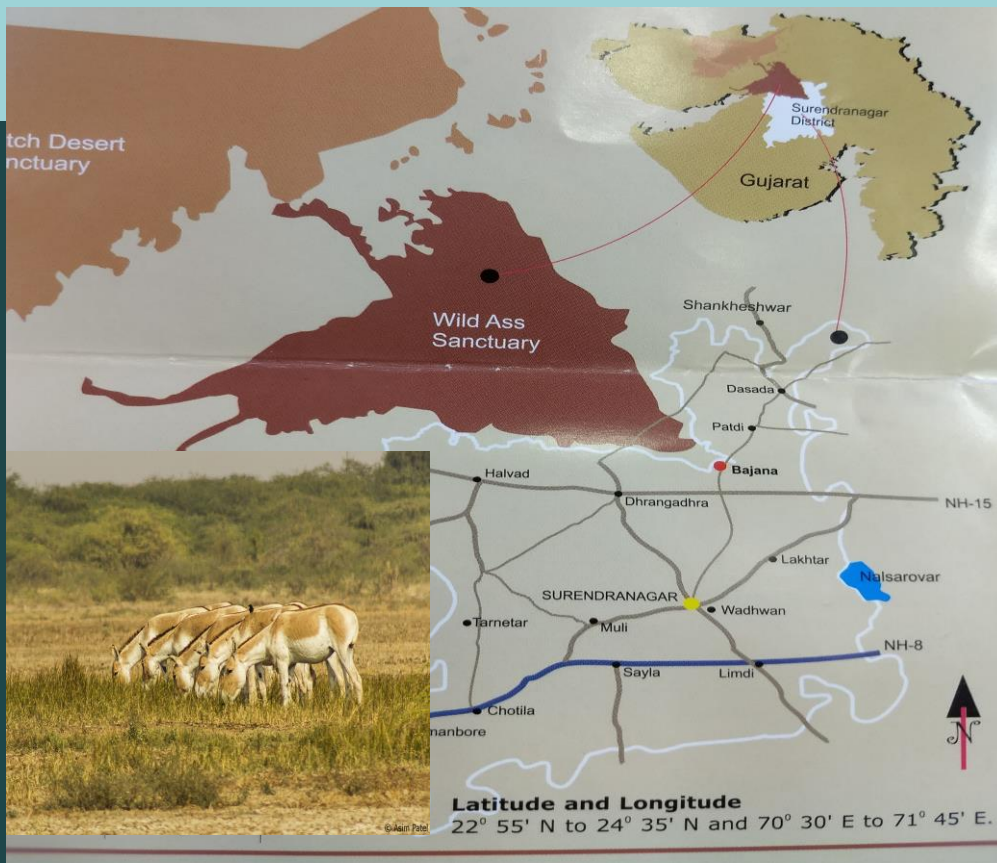 tch Desert
nctuary
Surendranagar
District
Gujarat
Wild Ass
Sanctuary
Shankheshwar
Dasada
Patdi
Bajana
Halvad
Dhrangadhra
NH-15
Lakhtar
Nalsarovar
SURENDRANAGAR
Wadhwan
Tarnetar
Muli
NH-8
Sayla
Limdi
Chotila
nanbore
N
© Asim Patel
Latitude and Longitude
22° 55' N to 24° 35' N and 70° 30' E to 71° 45' E.